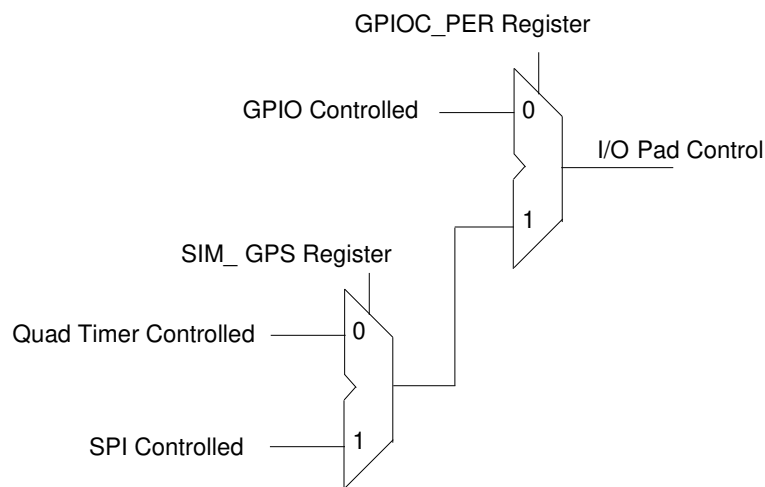 GPIOC_PER Register
GPIO Controlled
0
I/O Pad Control
1
SIM_ GPS Register
Quad Timer Controlled
0
SPI Controlled
1